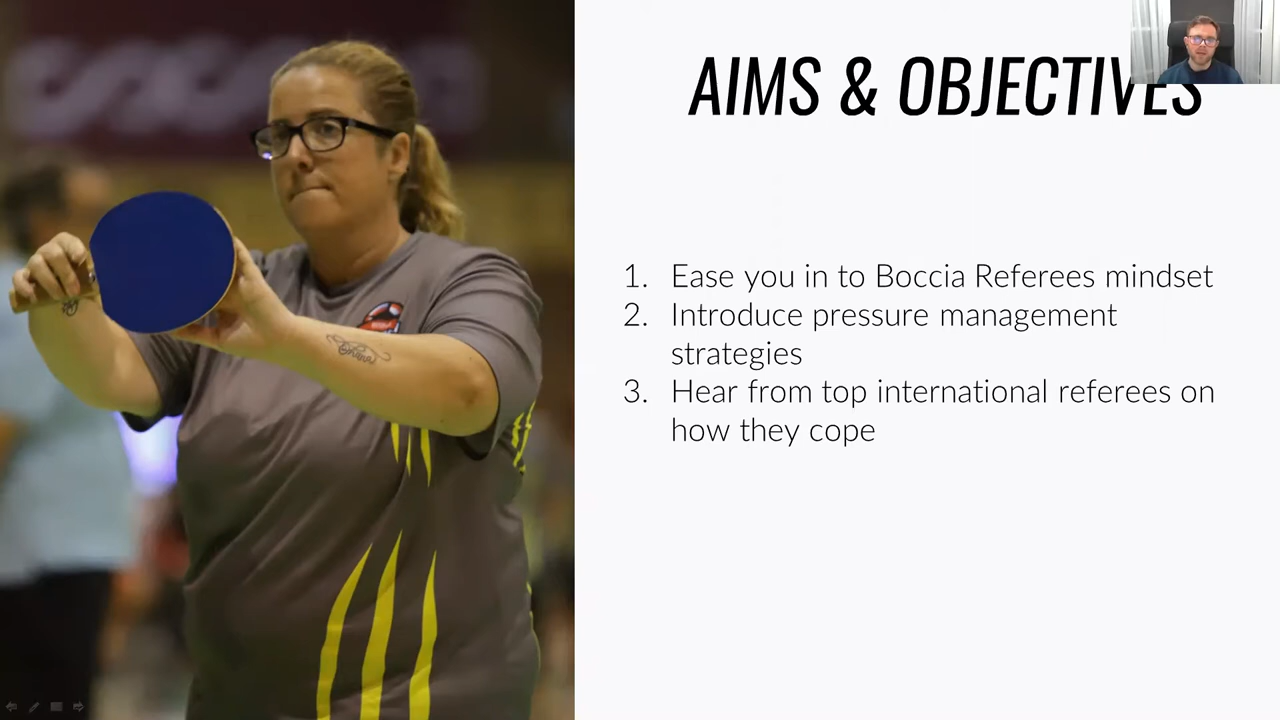 AIMS & OBJECTIVES
1. Ease you in to Boccia Referees mindset
2. Introduce pressure management
strategies
3. Hear from top international referees on
how they cope